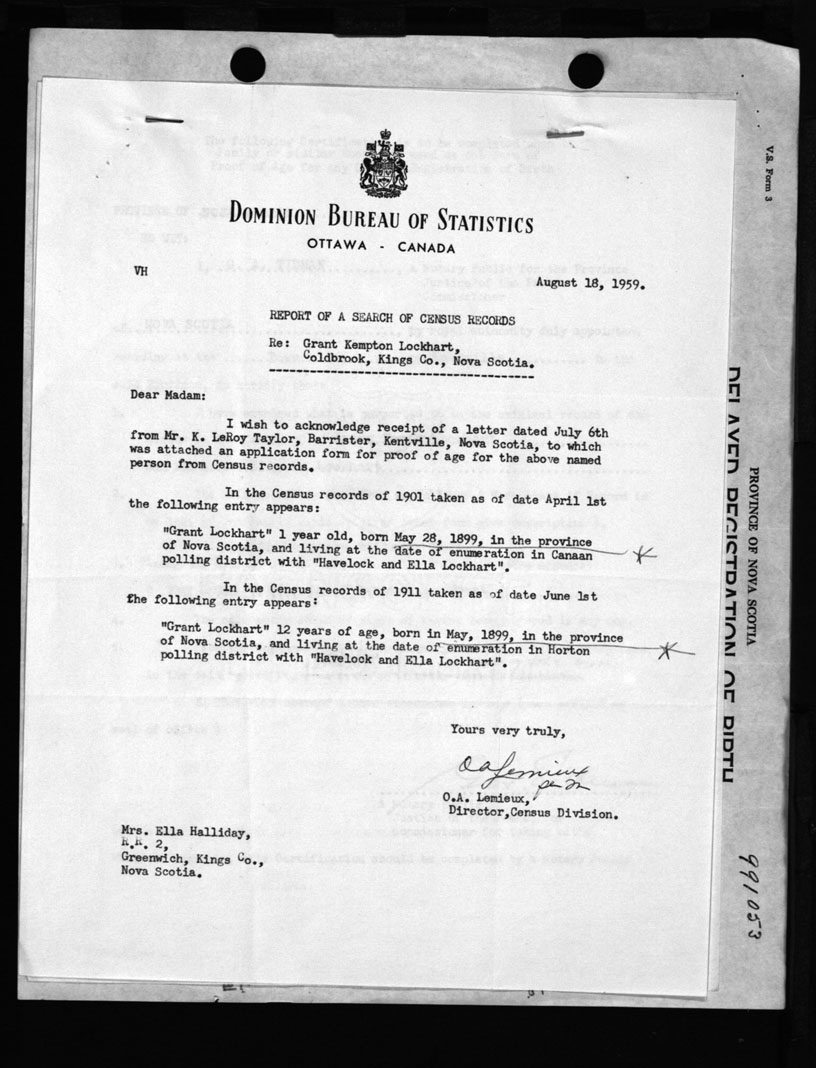 DOMINION BUREAU OF STATISTICS
OTTAWA - CANADA
VH
August 18, 1959.
REPORT OF A SEARCH OF CENSUS RECORDS
Re: Grant Kempton Lockhart,
Coldbrook, Kings Co., Nova Scotia.
Dear Madam:
I wish to acknowledge receipt of a letter dated July 6th
from Mr. K. LeRoy Taylor, Barrister, Kentville, Nova Scotia, to which
was attached an application form for proof of age for the above named
person from Census records.
In the Census records of 1901 taken as of date April 1st
the following entry appears:
"Grant Lockhart" 1 year old, born May 28, 1899, in the province
of Nova Scotia, and living at the date of enumeration in Canaan
polling district with "Havelock and Ella Lockhart".
In the Census records of 1911 taken as of date June 1st
the following entry appears:
"Grant Lockhart" 12 years of age, born in May, 1899, in the province
of Nova Scotia, and living at the date of enumeration in Horton
polling district with "Havelock and Ella Lockhart".
Yours very truly,
O A Lemieux
O.A. Lemieux,
Director,Census Division.
Mrs. Ella Halliday,
R.R. 2,
Greenwich, Kings Co.,
Nova Scotia.
V.S. Form 3
PROVINCE OF NOVA SCOTIA
DELAYED REGISTRATION OF BIRTH
991053